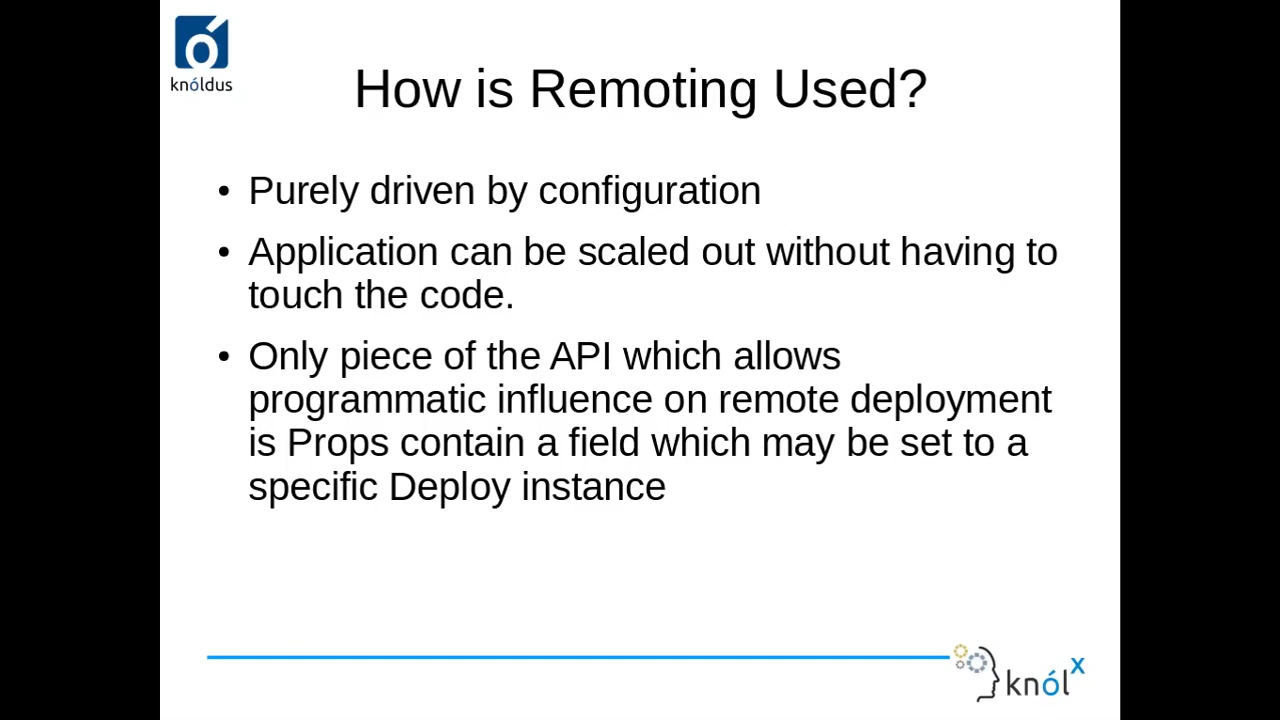 knóldus
How is Remoting Used?
• Purely driven by configuration
• Application can be scaled out without having to
touch the code.
• Only piece of the API which allows
programmatic influence on remote deployment
is Props contain a field which may be set to a
specific Deploy instance
knólx